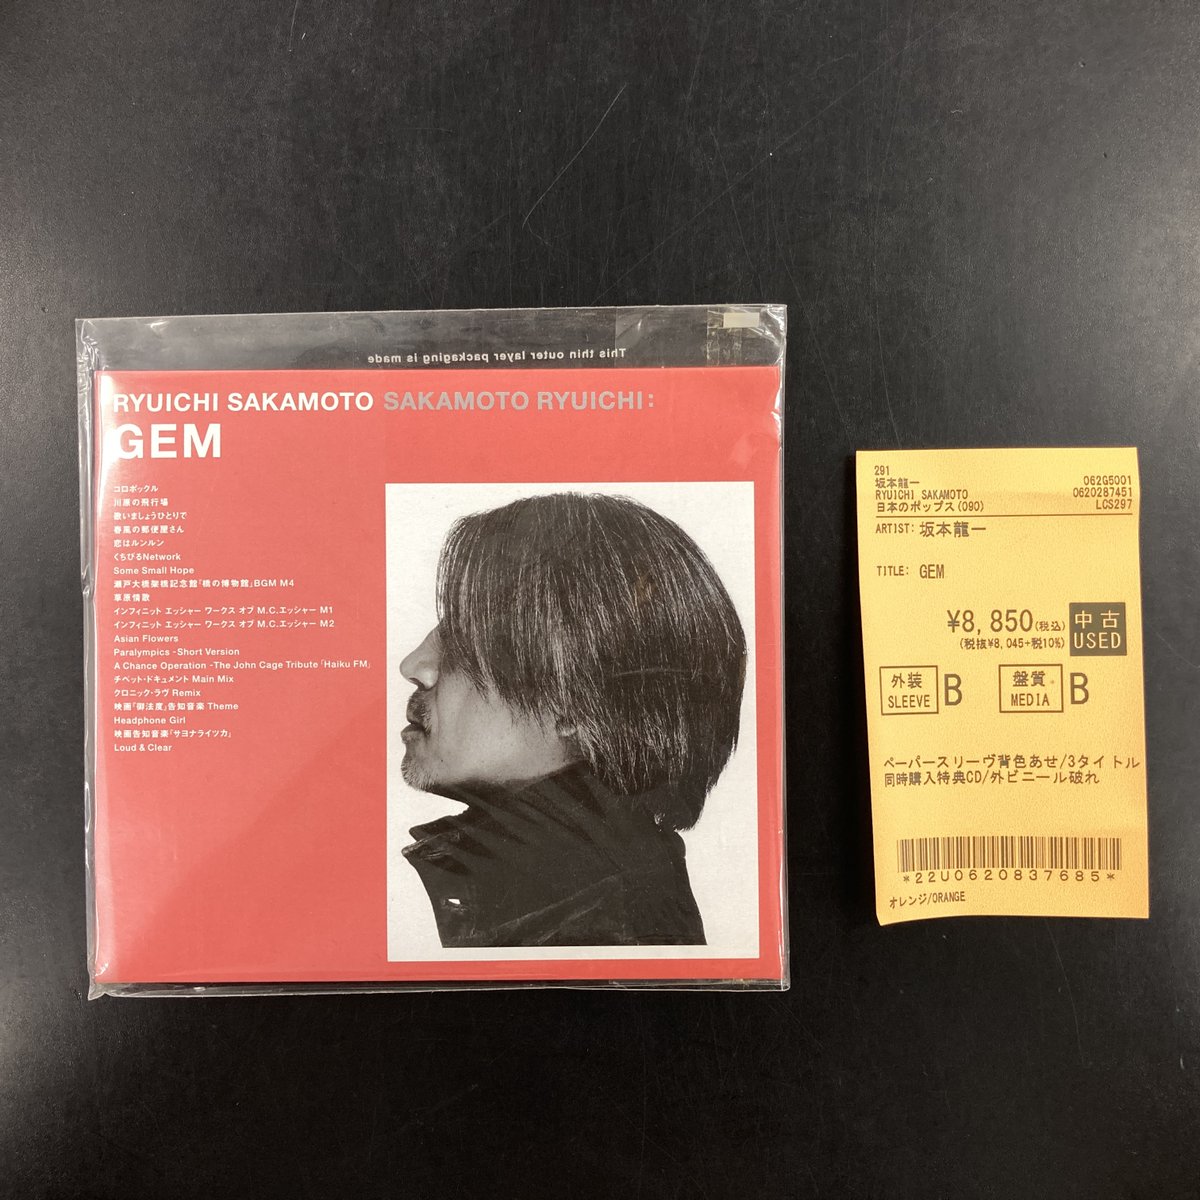 This thin outer layer packaging is made
RYUICHI SAKAMOTO SAKAMOTO RYUICHI:
GEM
コロボックル
川原の飛行場
歌いましょうひとりで
春風の郵便屋さん
恋はルンルン
くちびるNetwork
Some Small Hope
瀬戸大橋架橋記念館「橋の博物館」BGM M4
草原情歌
インフィニット エッシャー ワークス オブ M.C.エッシャー M1
インフィニット エッシャー ワークス オブ M.C.エッシャー M2
Asian Flowers
Paralympics -Short Version
A Chance Operation -The John Cage Tribute「Haiku FM」
チベット・ドキュメント Main Mix
クロニック・ラヴ Remix
映画「御法度」告知音楽 Theme
Headphone Girl
映画告知音楽「サヨナライツカ」
Loud & Clear
291
坂本龍一 062G5001
RYUICHI SAKAMOTO 0620287451
日本のポップス(090) LCS297
ARTIST: 坂本龍一
TITLE: GEM
¥8,850(税込) 中古
(税抜¥8,045+税10%) USED
外装 SLEEVE B 盤質 MEDIA B
ペーパースリーヴ背色あせ/3タイトル
同時購入特典CD/外ビニール破れ
*22U0620837685*
オレンジ/ORANGE